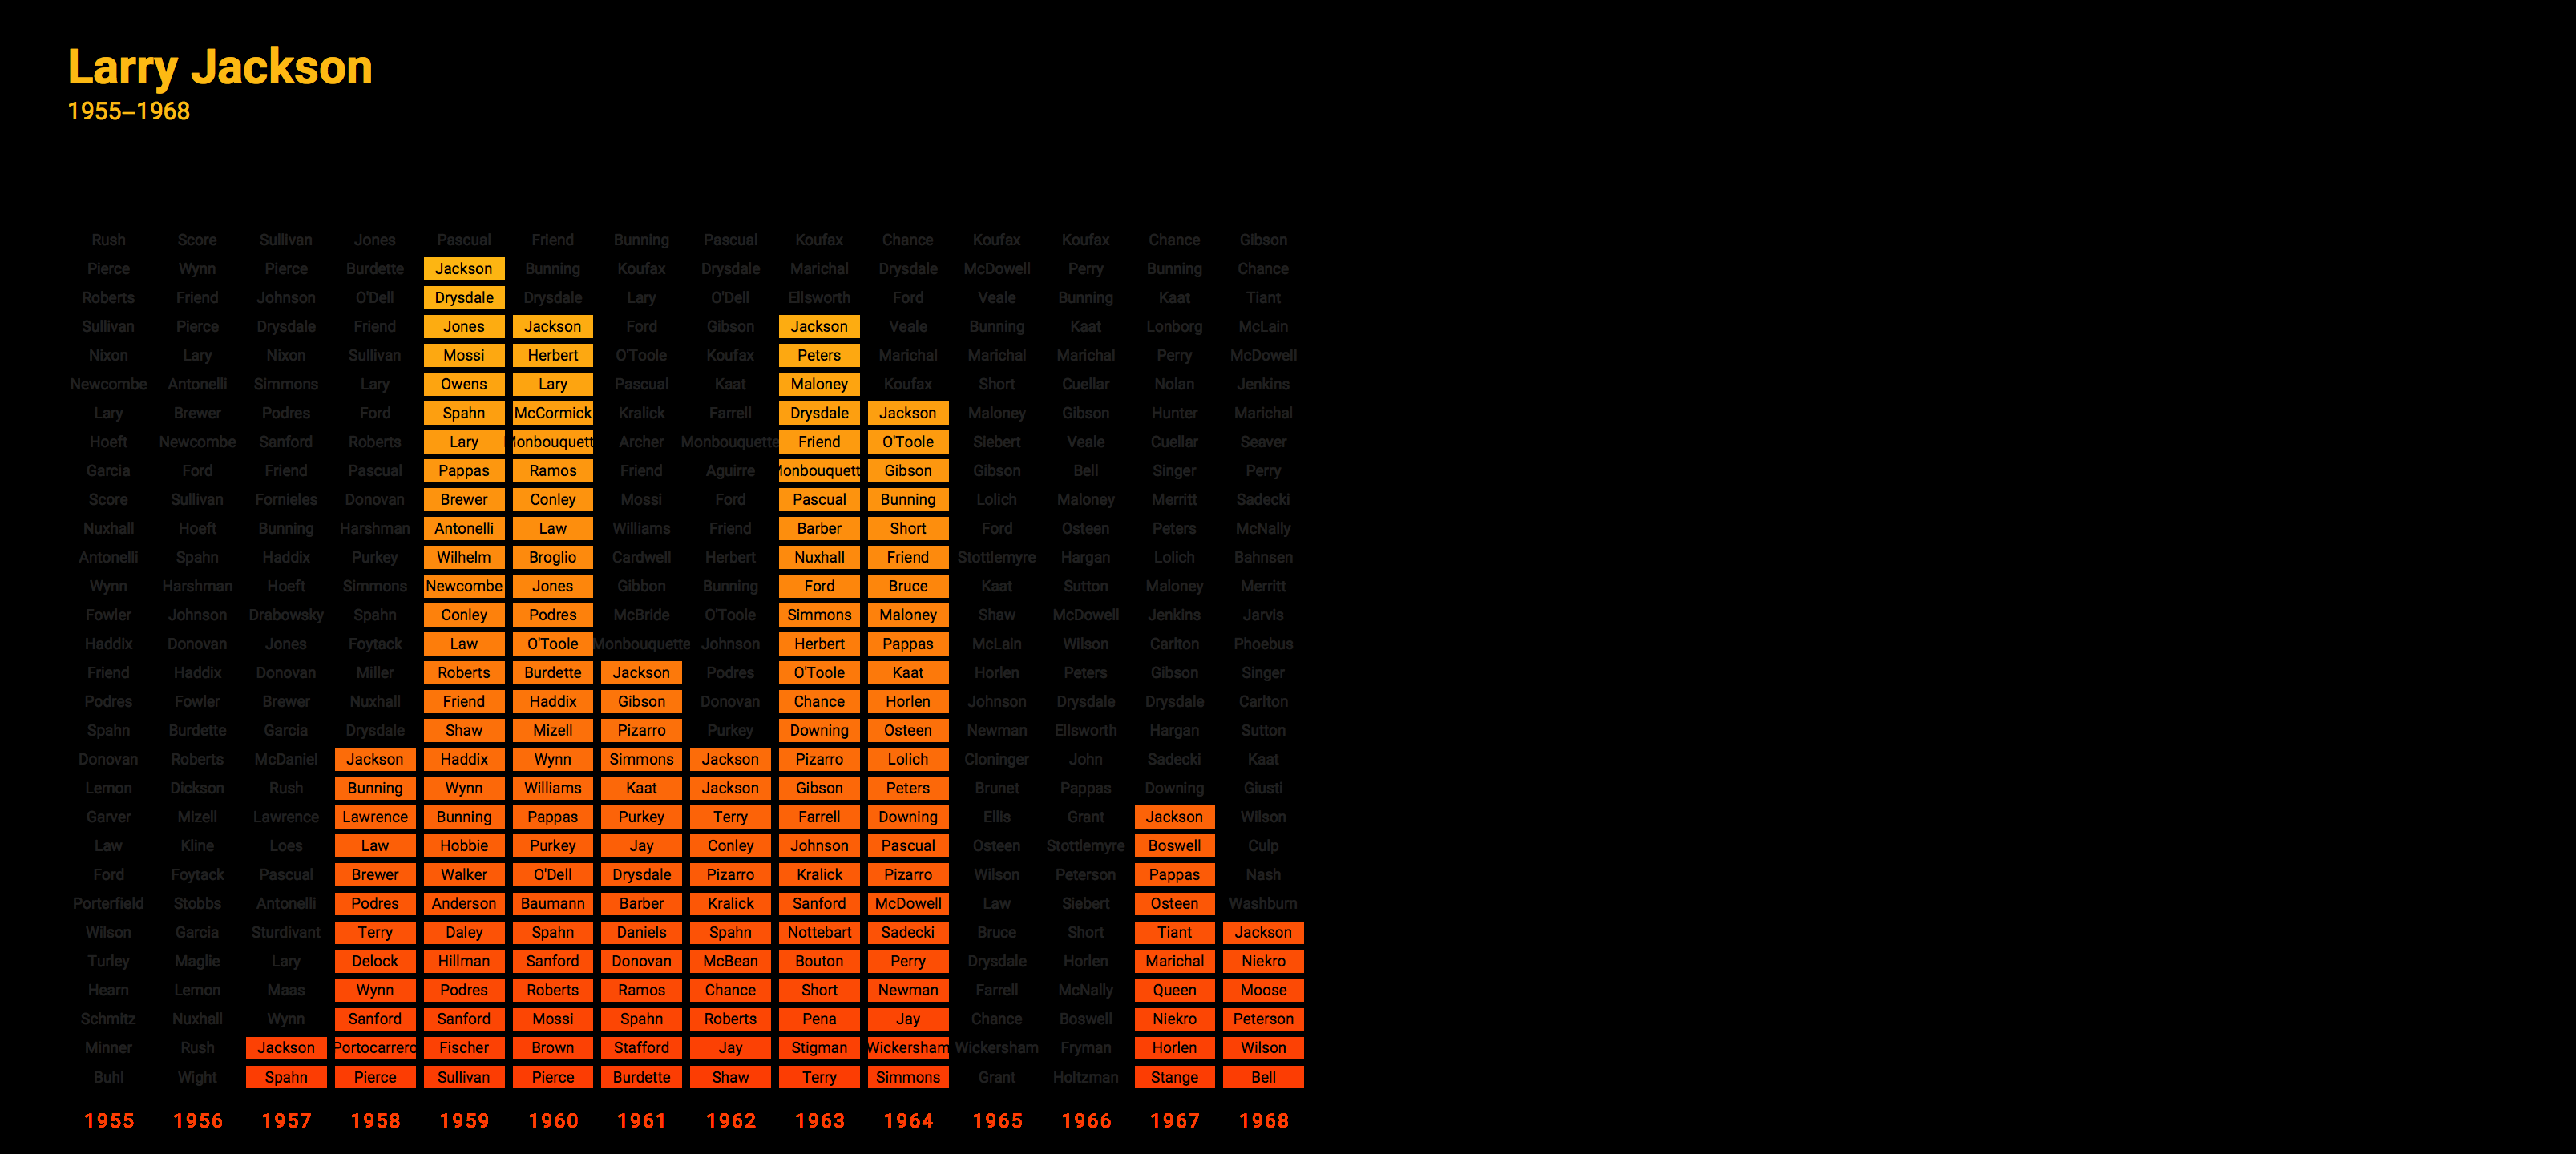 Larry Jackson
1955–1968
Rush Score Sullivan Jones Pascual Friend Bunning Pascual Koufax Chance Koufax Koufax Chance Gibson
Pierce Wynn Pierce Burdette Jackson Bunning Koufax Drysdale Marichal Drysdale McDowell Perry Bunning Chance
Roberts Friend Johnson O'Dell Drysdale Drysdale Lary O'Dell Ellsworth Ford Veale Bunning Kaat Tiant
Sullivan Pierce Drysdale Friend Jones Jackson Ford Gibson Jackson Veale Bunning Kaat Lonborg McLain
Nixon Lary Nixon Sullivan Mossi Herbert O'Toole Koufax Peters Marichal Marichal Marichal Perry McDowell
Newcombe Antonelli Simmons Lary Owens Lary Pascual Kaat Maloney Koufax Short Cuellar Nolan Jenkins
Lary Brewer Podres Ford Spahn McCormick Kralick Farrell Drysdale Jackson Maloney Gibson Hunter Marichal
Hoeft Newcombe Sanford Roberts Lary Monbouquett Archer Monbouquette Friend O'Toole Siebert Veale Cuellar Seaver
Garcia Ford Friend Pascual Pappas Ramos Friend Aguirre Monbouquett Gibson Gibson Bell Singer Perry
Score Sullivan Fornieles Donovan Brewer Conley Mossi Ford Pascual Bunning Lolich Maloney Merritt Sadecki
Nuxhall Hoeft Bunning Harshman Antonelli Law Williams Friend Barber Short Ford Osteen Peters McNally
Antonelli Spahn Haddix Purkey Wilhelm Broglio Cardwell Herbert Nuxhall Friend Stottlemyre Hargan Lolich Bahnsen
Wynn Harshman Hoeft Simmons Newcombe Jones Gibbon Bunning Ford Bruce Kaat Sutton Maloney Merritt
Fowler Johnson Drabowsky Spahn Conley Podres McBride O'Toole Simmons Maloney Shaw McDowell Jenkins Jarvis
Haddix Donovan Jones Foytack Law O'Toole Monbouquette Johnson Herbert Pappas McLain Wilson Carlton Phoebus
Friend Haddix Donovan Miller Roberts Burdette Jackson Podres O'Toole Kaat Horlen Peters Gibson Singer
Podres Fowler Brewer Nuxhall Friend Haddix Gibson Donovan Chance Horlen Johnson Drysdale Drysdale Carlton
Spahn Burdette Garcia Drysdale Shaw Mizell Pizarro Purkey Downing Osteen Newman Ellsworth Hargan Sutton
Donovan Roberts McDaniel Jackson Haddix Wynn Simmons Jackson Pizarro Lolich Cloninger John Sadecki Kaat
Lemon Dickson Rush Bunning Wynn Williams Kaat Jackson Gibson Peters Brunet Pappas Downing Giusti
Garver Mizell Lawrence Lawrence Bunning Pappas Purkey Terry Farrell Downing Ellis Grant Jackson Wilson
Law Kline Loes Law Hobbie Purkey Jay Conley Johnson Pascual Osteen Stottlemyre Boswell Culp
Ford Foytack Pascual Brewer Walker O'Dell Drysdale Pizarro Kralick Pizarro Wilson Peterson Pappas Nash
Porterfield Stobbs Antonelli Podres Anderson Baumann Barber Kralick Sanford McDowell Law Siebert Osteen Washburn
Wilson Garcia Sturdivant Terry Daley Spahn Daniels Spahn Nottebart Sadecki Bruce Short Tiant Jackson
Turley Maglie Lary Delock Hillman Sanford Donovan McBean Bouton Perry Drysdale Horlen Marichal Niekro
Hearn Lemon Maas Wynn Podres Roberts Ramos Chance Short Newman Farrell McNally Queen Moose
Schmitz Nuxhall Wynn Sanford Sanford Mossi Spahn Roberts Pena Jay Chance Boswell Niekro Peterson
Minner Rush Jackson Portocarrero Fischer Brown Stafford Jay Stigman Wickersham Wickersham Fryman Horlen Wilson
Buhl Wight Spahn Pierce Sullivan Pierce Burdette Shaw Terry Simmons Grant Holtzman Stange Bell
1955 1956 1957 1958 1959 1960 1961 1962 1963 1964 1965 1966 1967 1968